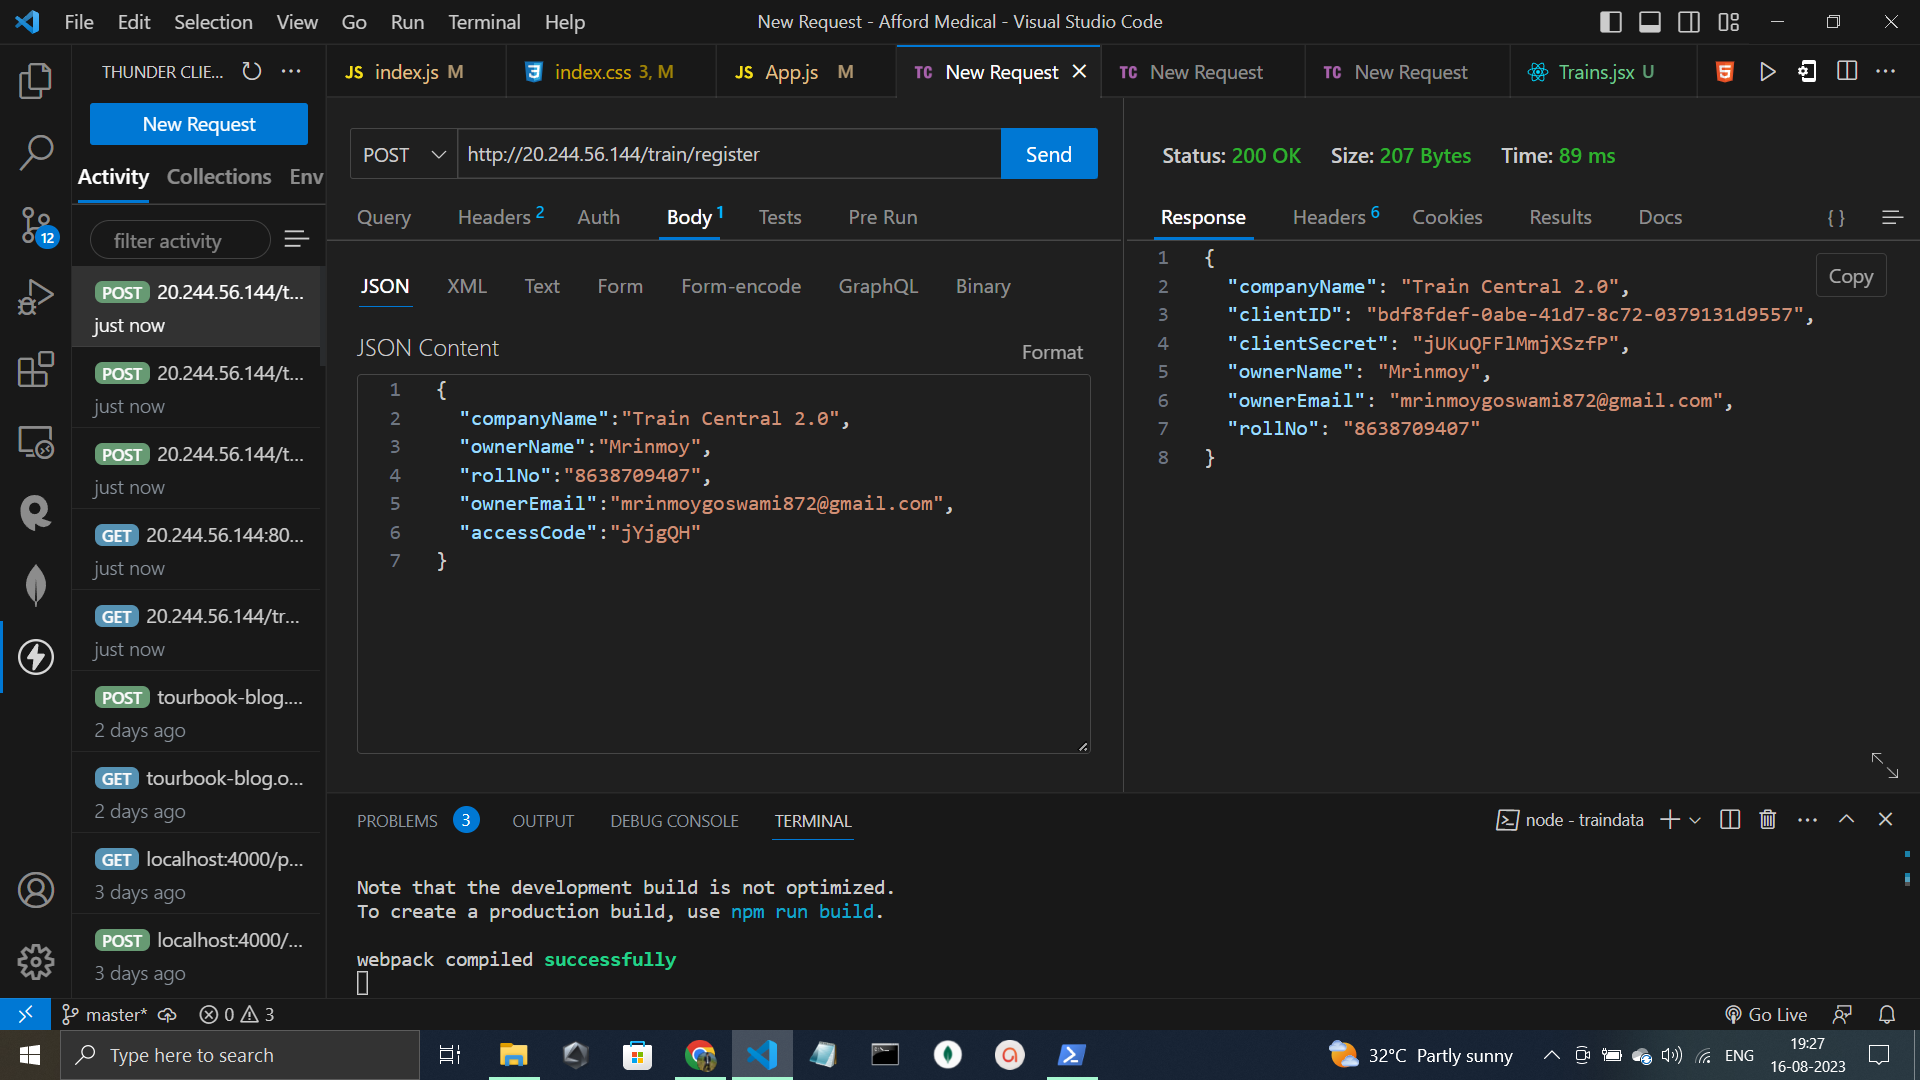 File Edit Selection View Go Run Terminal Help
New Request - Afford Medical - Visual Studio Code
THUNDER CLIE...
New Request
Activity Collections Env
filter activity
POST 20.244.56.144/t...
just now
POST 20.244.56.144/t...
just now
POST 20.244.56.144/t...
just now
GET 20.244.56.144:80...
just now
GET 20.244.56.144/tr...
just now
POST tourbook-blog....
2 days ago
GET tourbook-blog.o...
2 days ago
GET localhost:4000/p...
3 days ago
POST localhost:4000/...
3 days ago
12
JS index.js M
index.css 3, M
JS App.js M
TC New Request
TC New Request
TC New Request
Trains.jsx U
POST http://20.244.56.144/train/register Send
Query Headers 2 Auth Body 1 Tests Pre Run
JSON XML Text Form Form-encode GraphQL Binary
JSON Content Format
1 {
2 "companyName":"Train Central 2.0",
3 "ownerName":"Mrinmoy",
4 "rollNo":"8638709407",
5 "ownerEmail":"mrinmoygoswami872@gmail.com",
6 "accessCode":"jYjgQH"
7 }
Status: 200 OK Size: 207 Bytes Time: 89 ms
Response Headers 6 Cookies Results Docs { }
Copy
1 {
2 "companyName": "Train Central 2.0",
3 "clientID": "bdf8fdef-0abe-41d7-8c72-0379131d9557",
4 "clientSecret": "jUKuQFFlMmjXSzfP",
5 "ownerName": "Mrinmoy",
6 "ownerEmail": "mrinmoygoswami872@gmail.com",
7 "rollNo": "8638709407"
8 }
PROBLEMS 3 OUTPUT DEBUG CONSOLE TERMINAL
node - traindata
Note that the development build is not optimized.
To create a production build, use npm run build.
webpack compiled successfully
master* 0 3
Go Live
Type here to search
32°C Partly sunny
ENG
19:27
16-08-2023